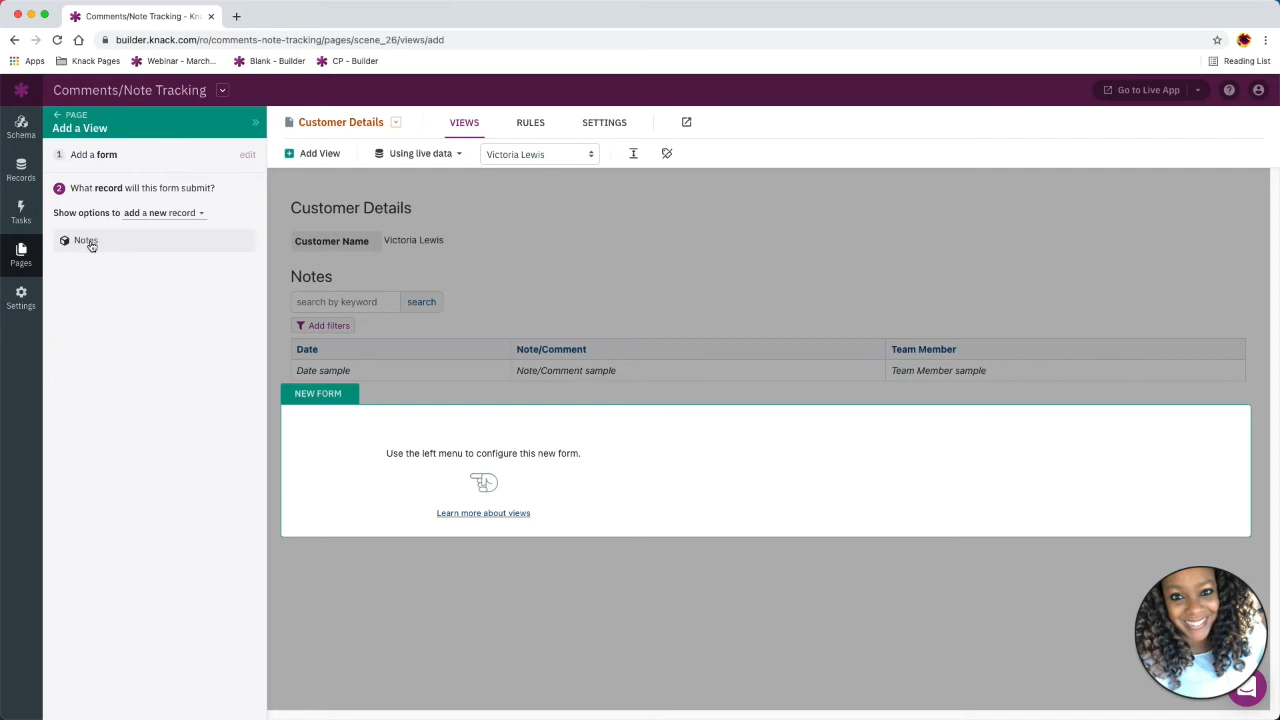 Comments/Note Tracking - Kna
builder.knack.com/ro/comments-note-tracking/pages/scene_26/views/add
Apps Knack Pages Webinar - March... Blank - Builder CP - Builder Reading List
Comments/Note Tracking Go to Live App
PAGE
Add a View
1 Add a form edit
2 What record will this form submit?
Show options to add a new record
Notes
Schema
Records
Tasks
Pages
Settings
Customer Details VIEWS RULES SETTINGS
Add View Using live data Victoria Lewis
Customer Details
Customer Name Victoria Lewis
Notes
search by keyword search
Add filters
Date Note/Comment Team Member
Date sample Note/Comment sample Team Member sample
NEW FORM
Use the left menu to configure this new form.
Learn more about views